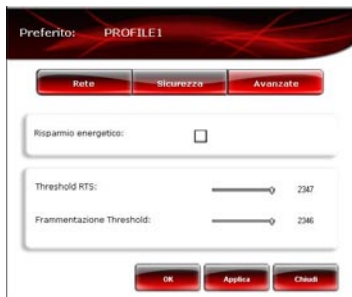 Preferito: PROFILE1
Rete Sicurezza Avanzate
Risparmio energetico:
Threshold RTS: 2347
Frammentazione Threshold: 2346
OK Applica Chiudi